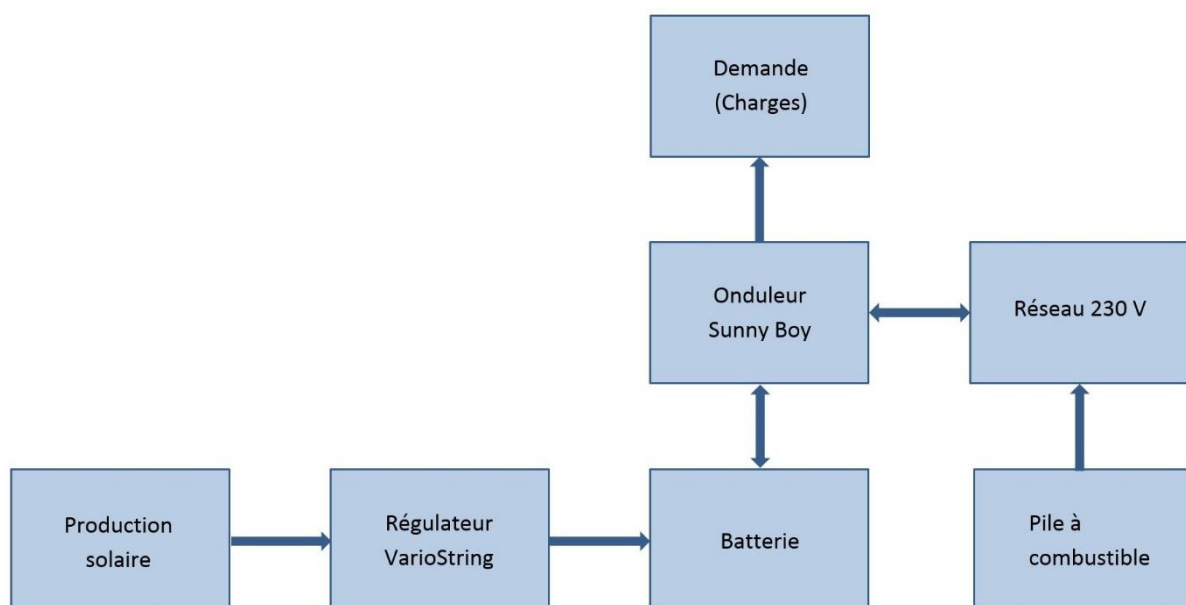 Demande
(Charges)
Onduleur
Sunny Boy
Réseau 230 V
Production
solaire
Régulateur
VarioString
Batterie
Pile à
combustible